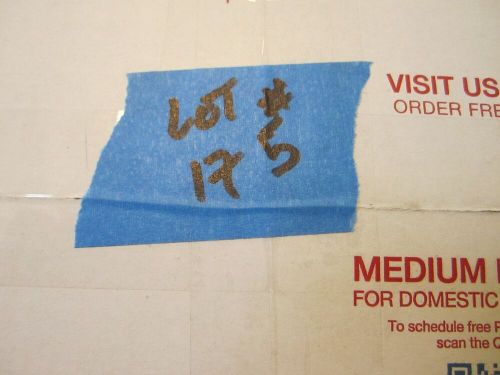 LOT #
175
VISIT US
ORDER FRE
MEDIUM
FOR DOMESTIC
To schedule free
scan the